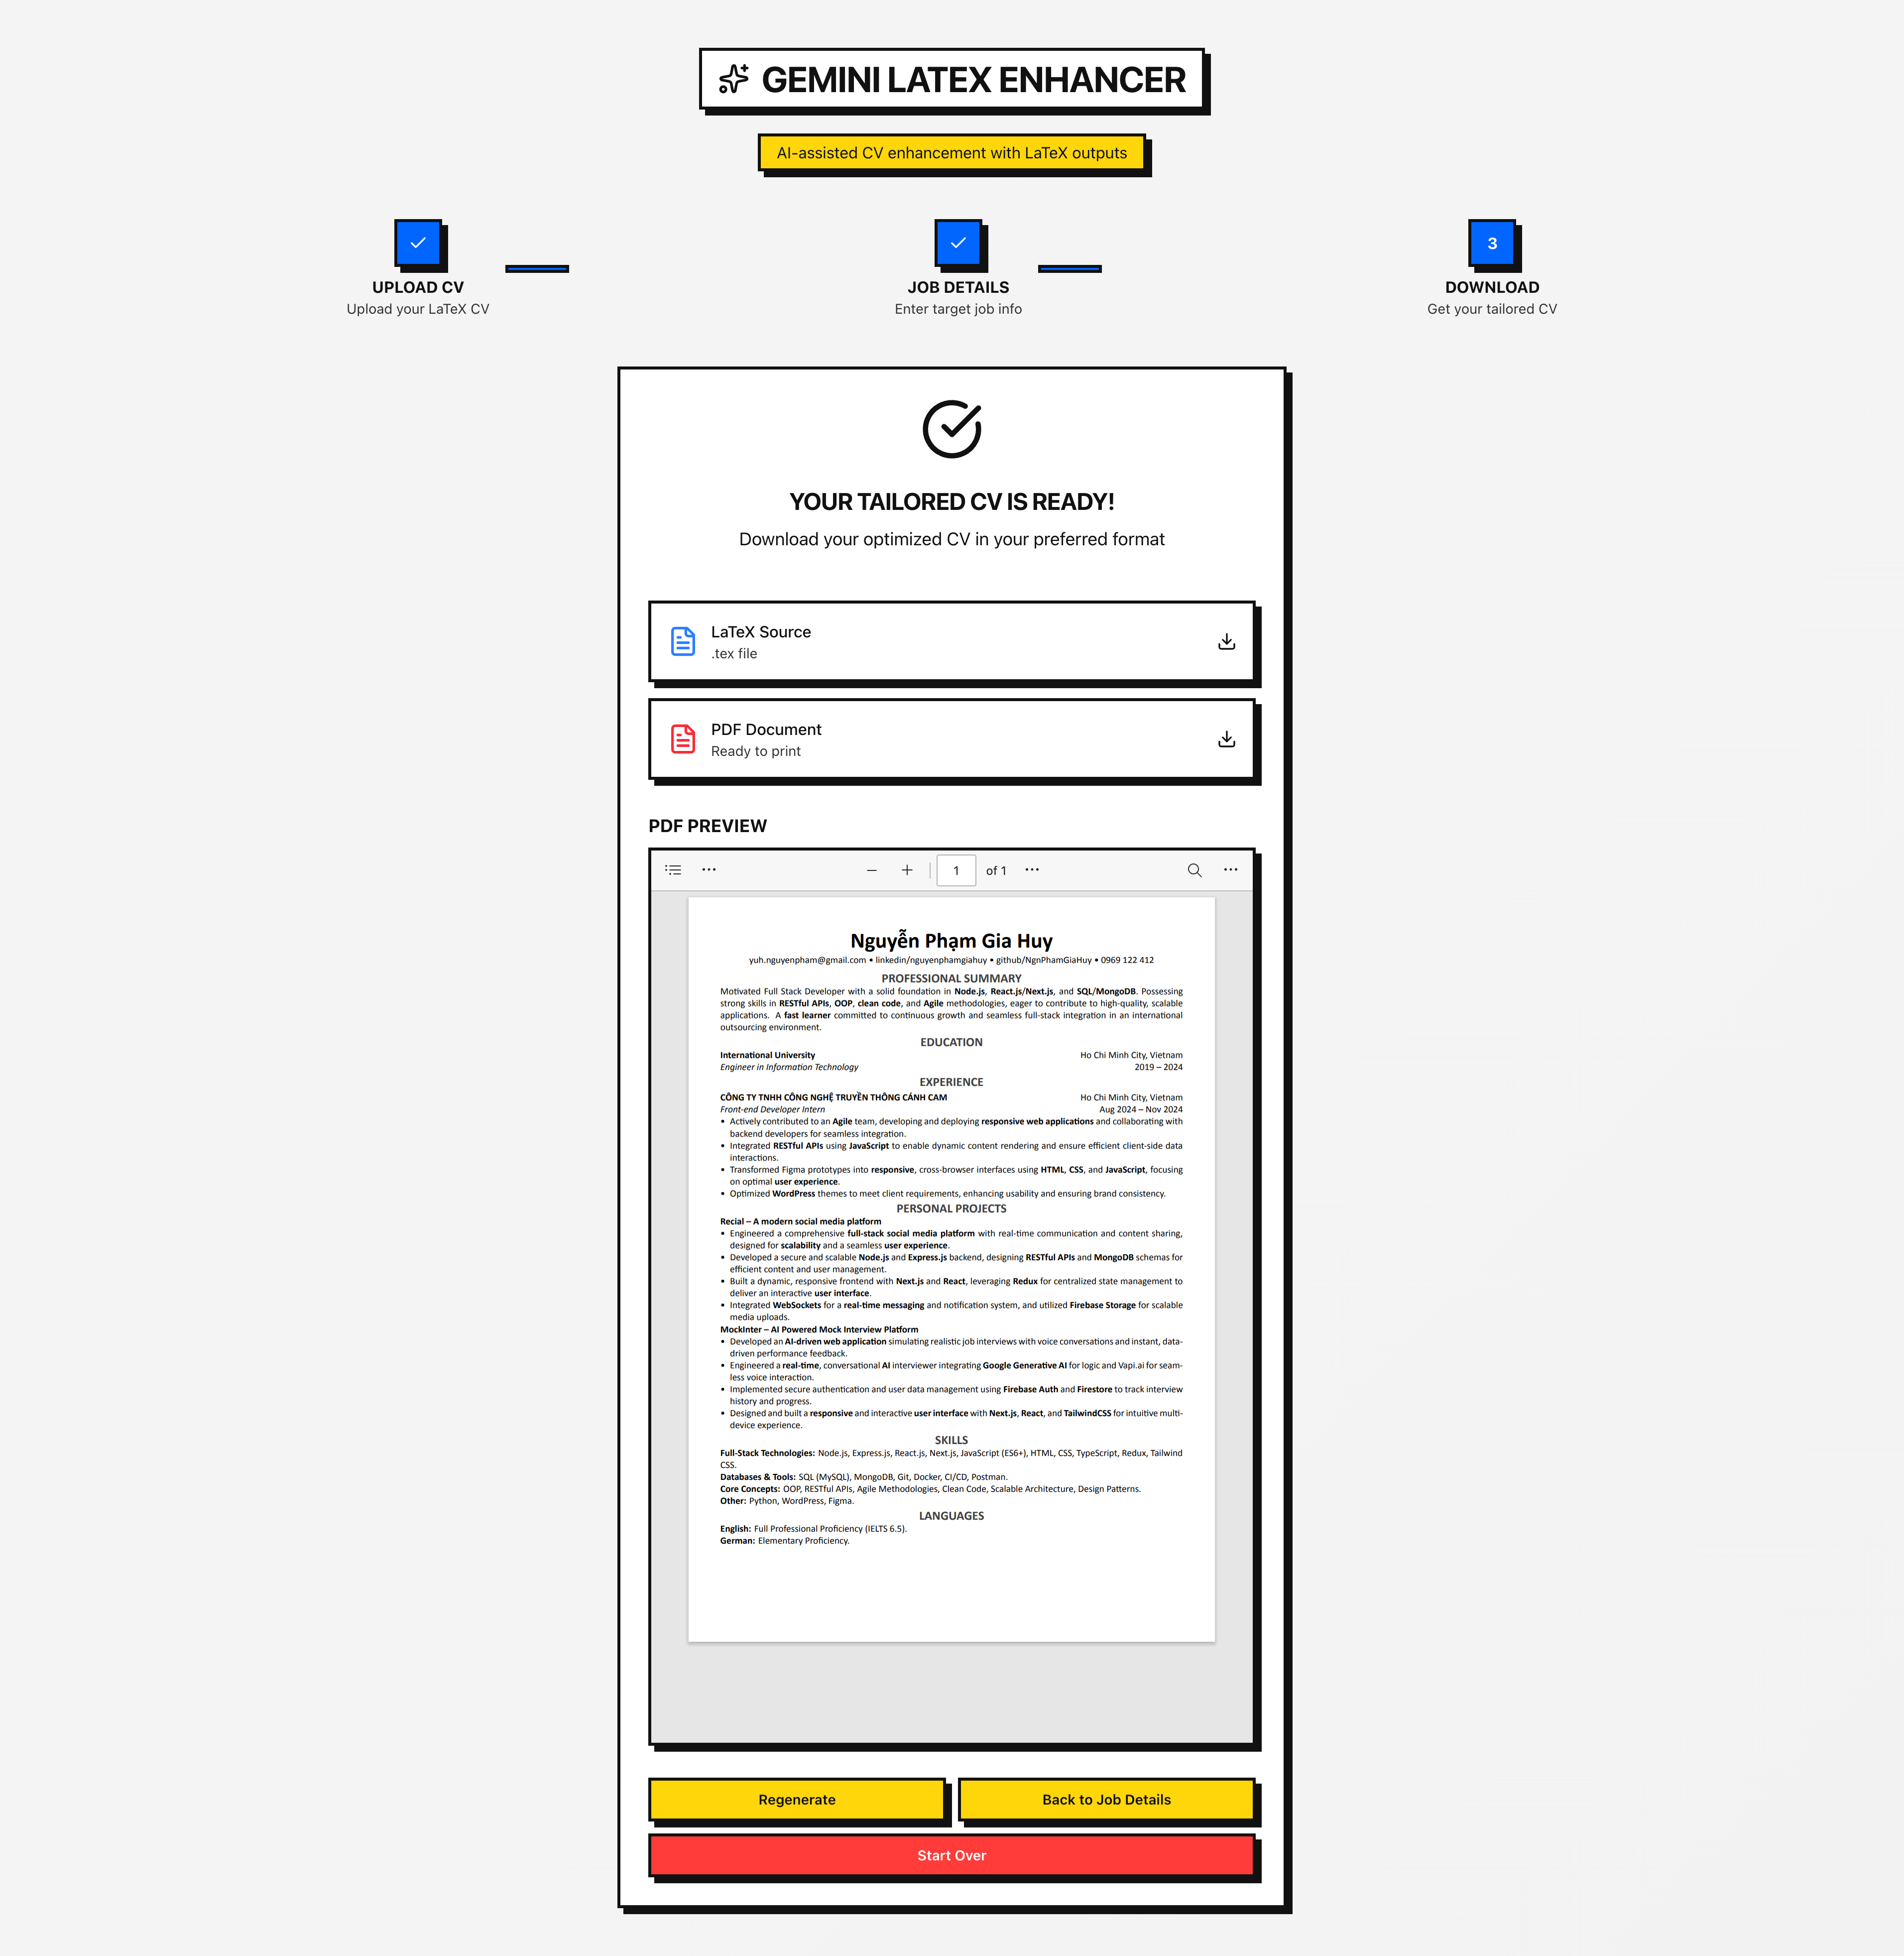 GEMINI LATEX ENHANCER
AI-assisted CV enhancement with LaTeX outputs
UPLOAD CV
Upload your LaTeX CV
JOB DETAILS
Enter target job info
3
DOWNLOAD
Get your tailored CV
YOUR TAILORED CV IS READY!
Download your optimized CV in your preferred format
LaTeX Source
.tex file
PDF Document
Ready to print
PDF PREVIEW
1 of 1
Nguyễn Phạm Gia Huy
yuh.nguyenpham@gmail.com • linkedin/nguyenphamgiahuy • github/NgnPhamGiaHuy • 0969 122 412
PROFESSIONAL SUMMARY
Motivated Full Stack Developer with a solid foundation in Node.js, React.js/Next.js, and SQL/MongoDB. Possessing
strong skills in RESTful APIs, OOP, clean code, and Agile methodologies, eager to contribute to high-quality, scalable
applications. A fast learner committed to continuous growth and seamless full-stack integration in an international
outsourcing environment.
EDUCATION
International University Ho Chi Minh City, Vietnam
Engineer in Information Technology 2019 – 2024
EXPERIENCE
CÔNG TY TNHH CÔNG NGHỆ TRUYỀN THÔNG CÁNH CAM Ho Chi Minh City, Vietnam
Front-end Developer Intern Aug 2024 – Nov 2024
• Actively contributed to an Agile team, developing and deploying responsive web applications and collaborating with
backend developers for seamless integration.
• Integrated RESTful APIs using JavaScript to enable dynamic content rendering and ensure efficient client-side data
interactions.
• Transformed Figma prototypes into responsive, cross-browser interfaces using HTML, CSS, and JavaScript, focusing
on optimal user experience.
• Optimized WordPress themes to meet client requirements, enhancing usability and ensuring brand consistency.
PERSONAL PROJECTS
Recial – A modern social media platform
• Engineered a comprehensive full-stack social media platform with real-time communication and content sharing,
designed for scalability and a seamless user experience.
• Developed a secure and scalable Node.js and Express.js backend, designing RESTful APIs and MongoDB schemas for
efficient content and user management.
• Built a dynamic, responsive frontend with Next.js and React, leveraging Redux for centralized state management to
deliver an interactive user interface.
• Integrated WebSockets for a real-time messaging and notification system, and utilized Firebase Storage for scalable
media uploads.
MockInter – AI Powered Mock Interview Platform
• Developed an AI-driven web application simulating realistic job interviews with voice conversations and instant, data-
driven performance feedback.
• Engineered a real-time, conversational AI interviewer integrating Google Generative AI for logic and Vapi.ai for seam-
less voice interaction.
• Implemented secure authentication and user data management using Firebase Auth and Firestore to track interview
history and progress.
• Designed and built a responsive and interactive user interface with Next.js, React, and TailwindCSS for intuitive multi-
device experience.
SKILLS
Full-Stack Technologies: Node.js, Express.js, React.js, Next.js, JavaScript (ES6+), HTML, CSS, TypeScript, Redux, Tailwind
CSS.
Databases & Tools: SQL (MySQL), MongoDB, Git, Docker, CI/CD, Postman.
Core Concepts: OOP, RESTful APIs, Agile Methodologies, Clean Code, Scalable Architecture, Design Patterns.
Other: Python, WordPress, Figma.
LANGUAGES
English: Full Professional Proficiency (IELTS 6.5).
German: Elementary Proficiency.
Regenerate
Back to Job Details
Start Over